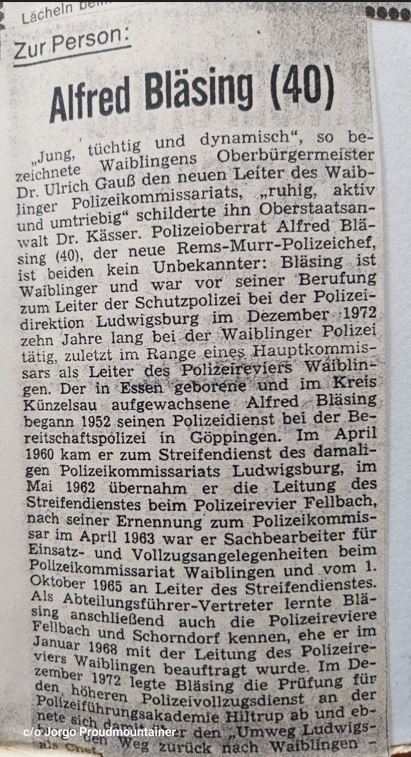 Lächeln
Zur Person:
Alfred Bläsing (40)
„Jung, tüchtig und dynamisch“, so be-
zeichnete Waiblingens Oberbürgermeister
Dr. Ulrich Gauß den neuen Leiter des Waib-
linger Polizeikommissariats, „ruhig, aktiv
und umtriebig“ schilderte ihn Oberstaatsan-
walt Dr. Kässer. Polizeioberrat Alfred Blä-
sing (40), der neue Rems-Murr-Polizeichef,
ist beiden kein Unbekannter: Bläsing ist
Waiblinger und war vor seiner Berufung
zum Leiter der Schutzpolizei bei der Polizei-
direktion Ludwigsburg im Dezember 1972
zehn Jahre lang bei der Waiblinger Polizei
tätig, zuletzt im Range eines Hauptkommis-
sars als Leiter des Polizeireviers Waiblin-
gen. Der in Essen geborene und im Kreis
Künzelsau aufgewachsene Alfred Bläsing
begann 1952 seinen Polizeidienst bei der Be-
reitschaftspolizei in Göppingen. Im April
1960 kam er zum Streifendienst des damali-
gen Polizeikommissariats Ludwigsburg, im
Mai 1962 übernahm er die Leitung des
Streifendienstes beim Polizeirevier Fellbach,
nach seiner Ernennung zum Polizeikommis-
sar im April 1963 war er Sachbearbeiter für
Einsatz- und Vollzugsangelegenheiten beim
Polizeikommissariat Waiblingen und vom 1.
Oktober 1965 an Leiter des Streifendienstes.
Als Abteilungsführer-Vertreter lernte Blä-
sing anschließend auch die Polizeireviere
Fellbach und Schorndorf kennen, ehe er im
Januar 1968 mit der Leitung des Polizeire-
viers Waiblingen beauftragt wurde. Im De-
zember 1972 legte Bläsing die Prüfung für
den höheren Polizeivollzugsdienst an der
Polizeiführungsakademie Hiltrup ab und eb-
nete sich damit über den „Umweg Ludwigs-
den Weg zurück nach Waiblingen –
als Chef
c/o Jorgo Proudmountainer